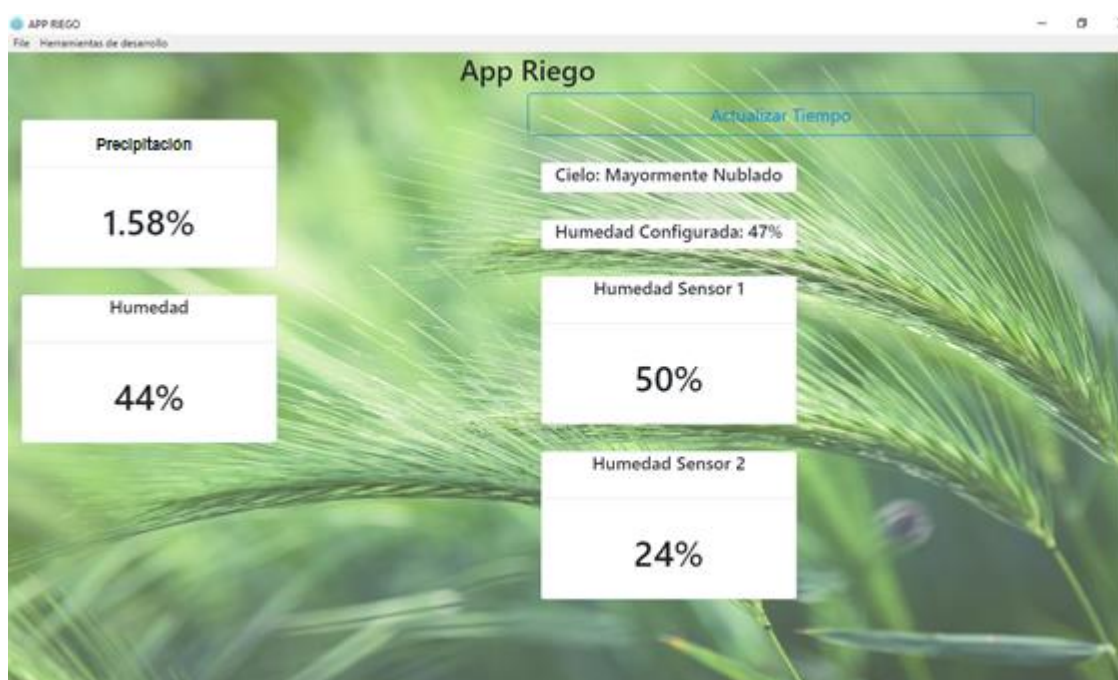 APP RIEGO
File Herramientas de desarrollo
App Riego
Actualizar Tiempo
Precipitación
1.58%
Humedad
44%
Cielo: Mayormente Nublado
Humedad Configurada: 47%
Humedad Sensor 1
50%
Humedad Sensor 2
24%